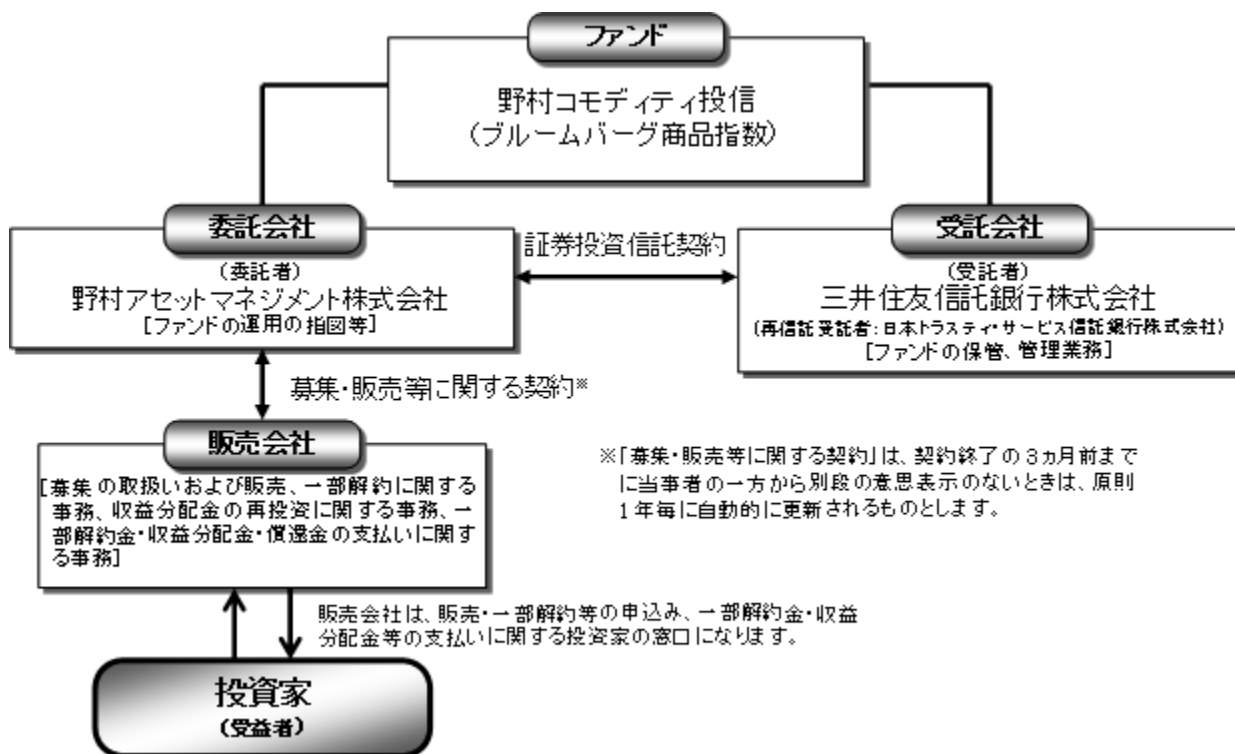 ファンド
野村コモディティ投信
(ブルームバーグ商品指数)
委託会社
(委託者)
野村アセットマネジメント株式会社
[ファンドの運用の指図等]
証券投資信託契約
受託会社
(受託者)
三井住友信託銀行株式会社
(再信託受託者:日本トラスティ・サービス信託銀行株式会社)
[ファンドの保管、管理業務]
募集・販売等に関する契約※
販売会社
[募集の取扱いおよび販売、一部解約に関する
事務、収益分配金の再投資に関する事務、一
部解約金・収益分配金・償還金の支払いに関す
る事務]
※「募集・販売等に関する契約」は、契約終了の3ヵ月前まで
に当事者の一方から別段の意思表示のないときは、原則
1年毎に自動的に更新されるものとします。
販売会社は、販売・一部解約等の申込み、一部解約金・収益
分配金等の支払いに関する投資家の窓口になります。
投資家
(受益者)